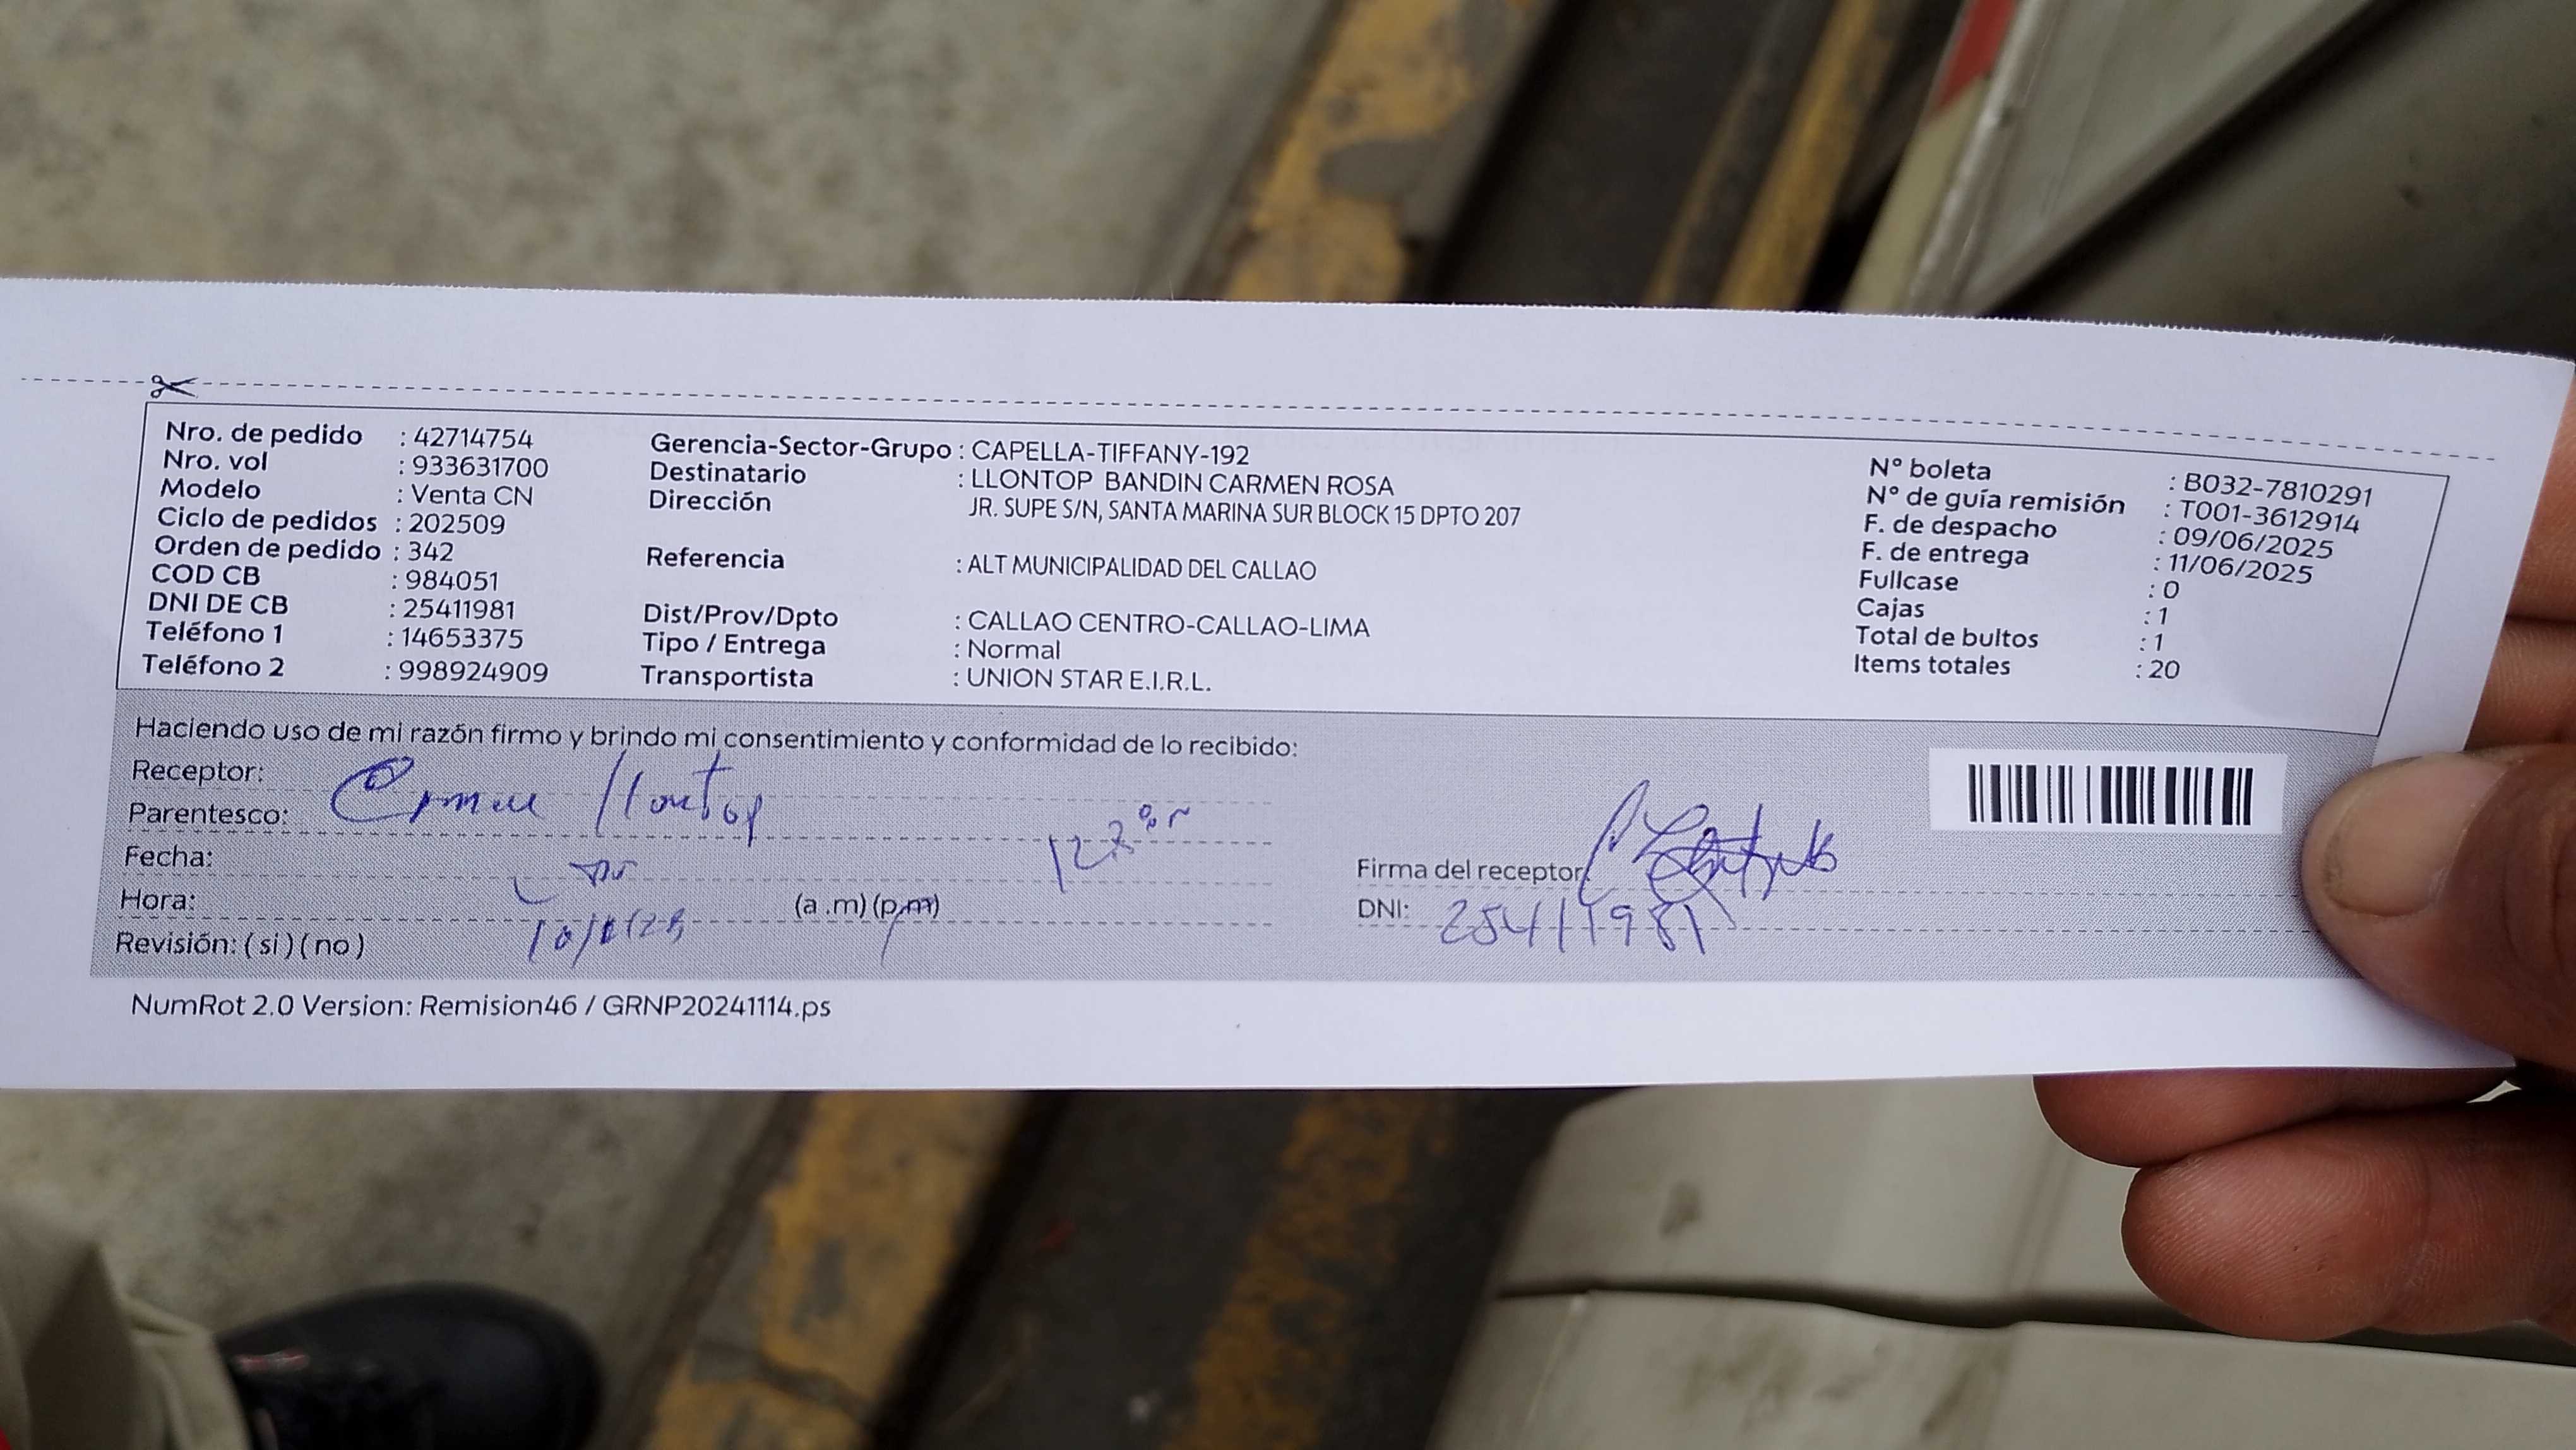 Nro. de pedido : 42714754
Nro. vol : 933631700
Modelo : Venta CN
Ciclo de pedidos : 202509
Orden de pedido : 342
COD CB : 984051
DNI DE CB : 25411981
Teléfono 1 : 14653375
Teléfono 2 : 998924909
Gerencia-Sector-Grupo : CAPELLA-TIFFANY-192
Destinatario : LLONTOP BANDIN CARMEN ROSA
Dirección JR. SUPE S/N, SANTA MARINA SUR BLOCK 15 DPTO 207
Referencia : ALT MUNICIPALIDAD DEL CALLAO
Dist/Prov/Dpto : CALLAO CENTRO-CALLAO-LIMA
Tipo / Entrega : Normal
Transportista : UNION STAR E.I.R.L.
N° boleta : B032-7810291
N° de guía remisión : T001-3612914
F. de despacho : 09/06/2025
F. de entrega : 11/06/2025
Fullcase : 0
Cajas : 1
Total de bultos : 1
Items totales : 20
Haciendo uso de mi razón firmo y brindo mi consentimiento y conformidad de lo recibido:
Receptor: Llontop
Parentesco:
Fecha:
Hora: (a .m) (p.m)
Revisión: ( si ) ( no )
Firma del receptor:
DNI: 25411981
NumRot 2.0 Version: Remision46 / GRNP20241114.ps